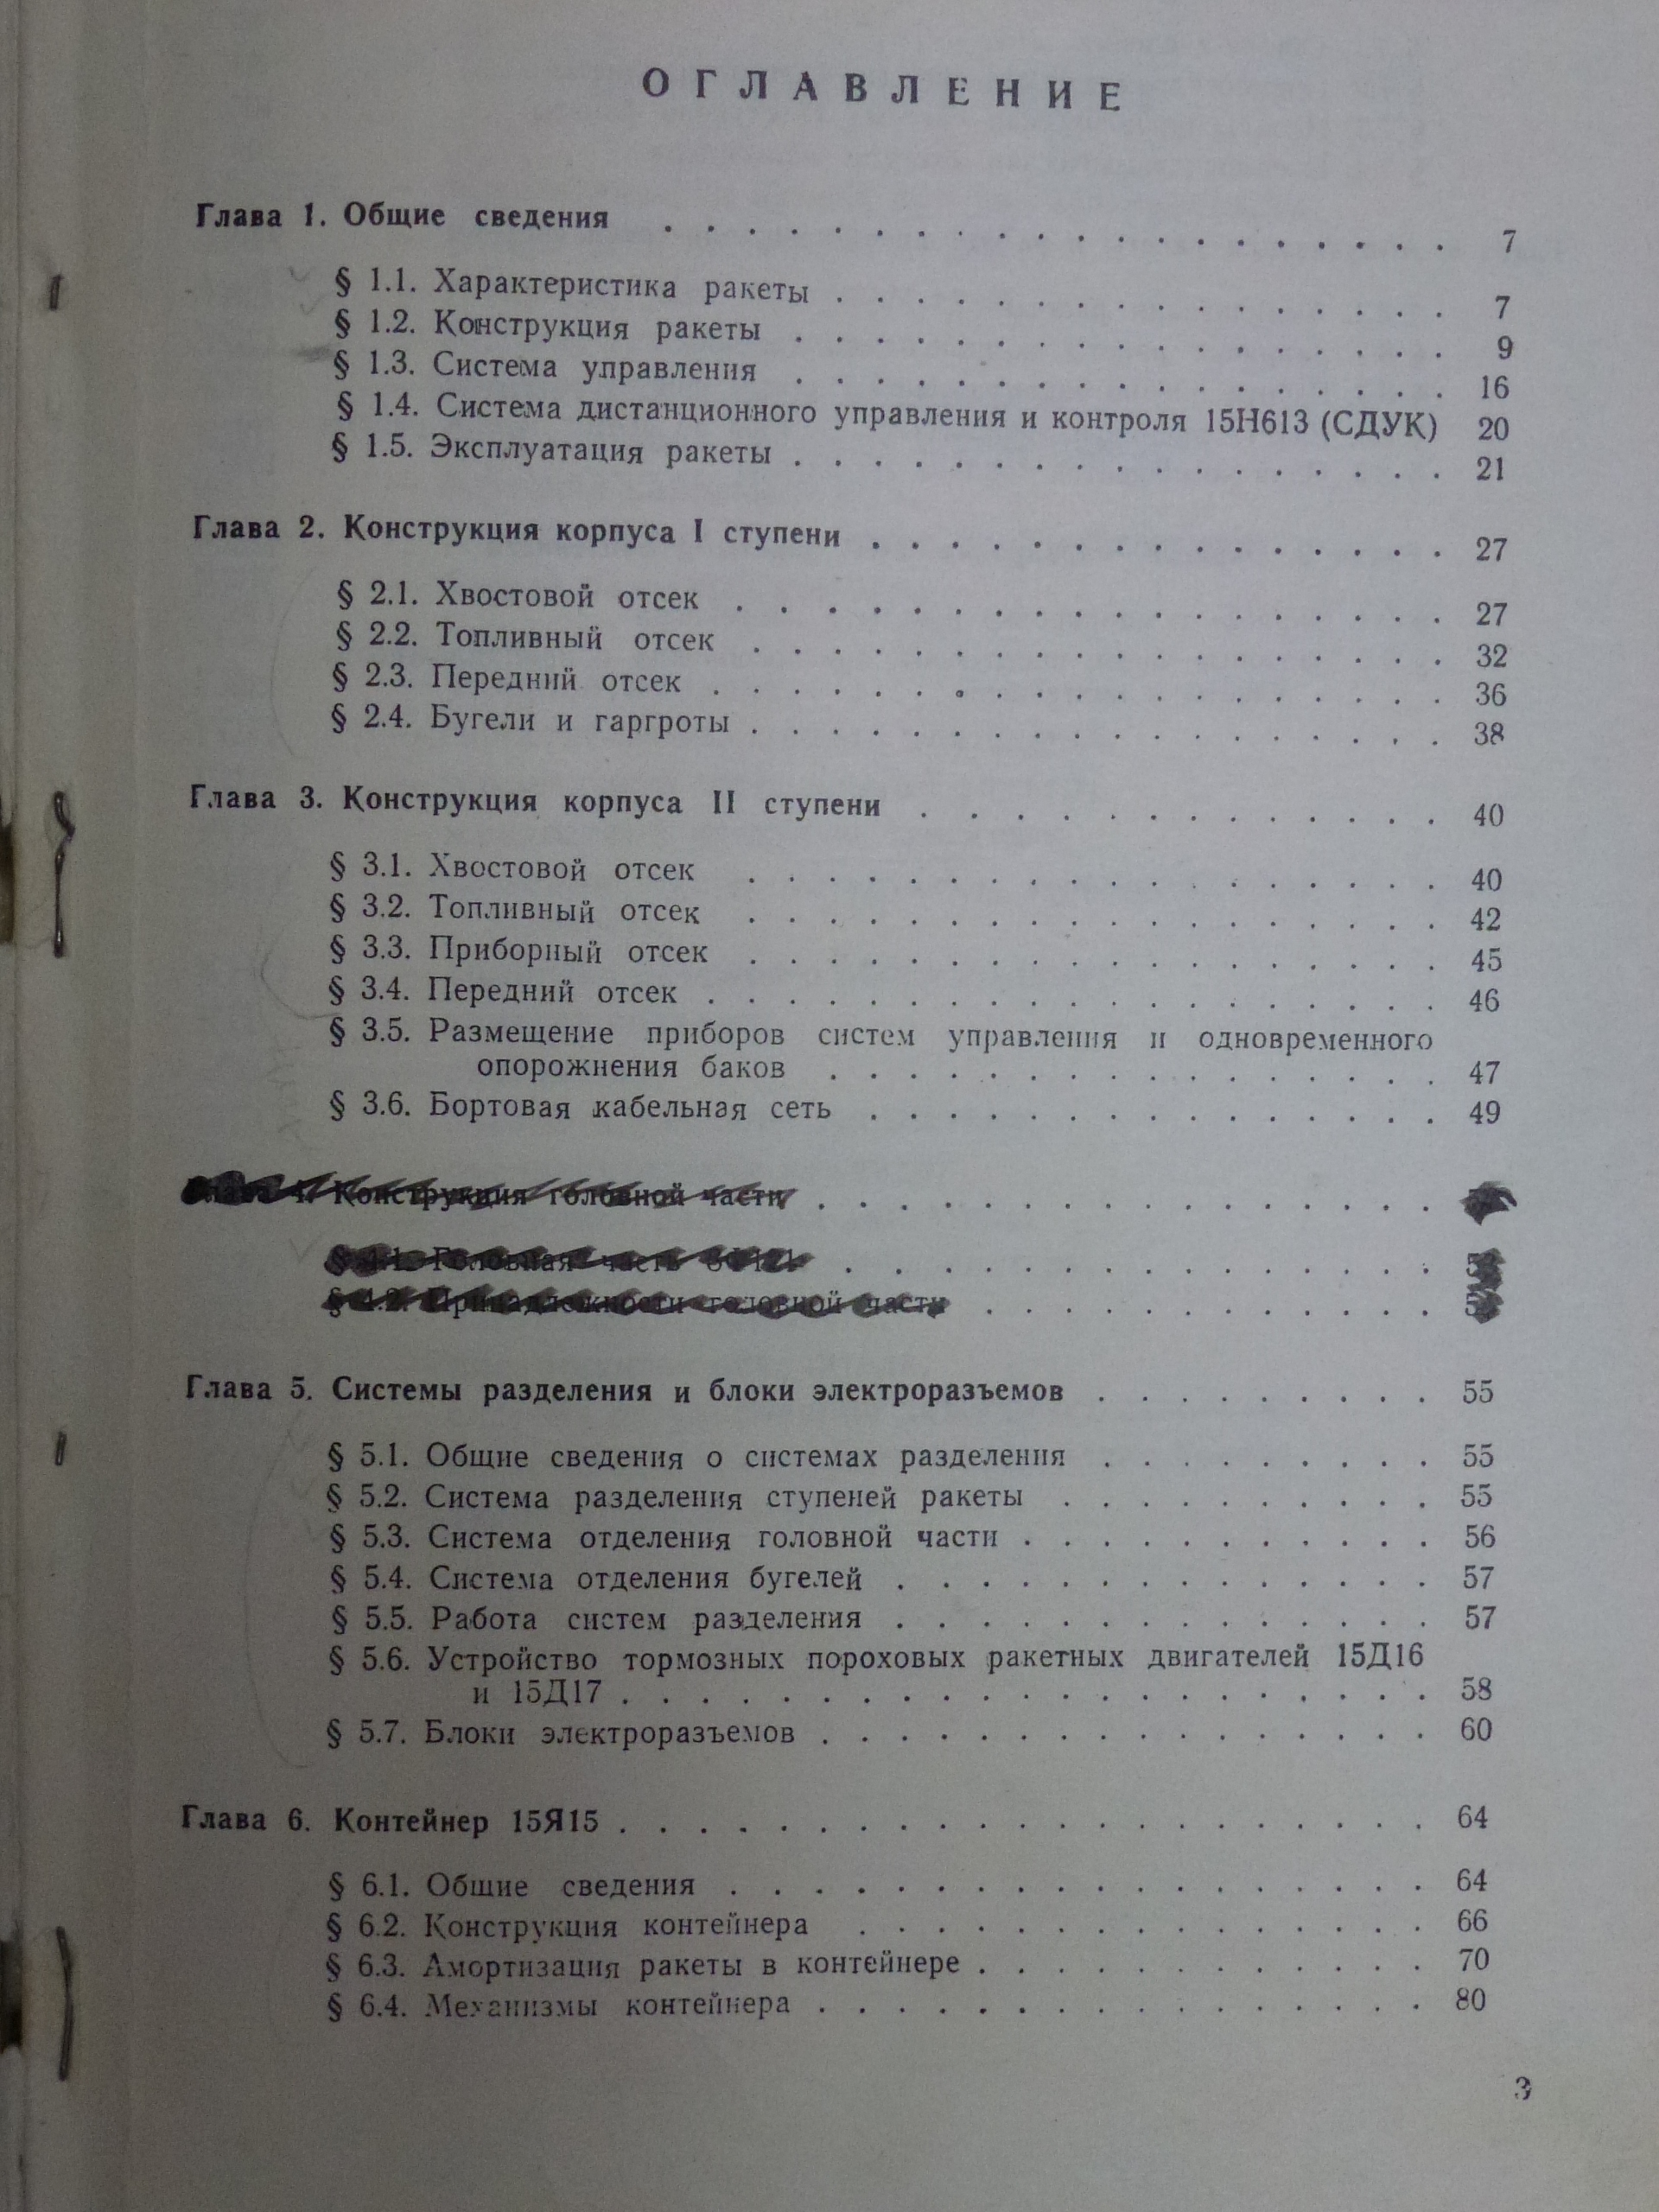 ОГЛАВЛЕНИЕ
Глава 1. Общие сведения . . . . . . . . . . . . . . . . . . . . 7
§ 1.1. Характеристика ракеты . . . . . . . . . . . . . . . . 7
§ 1.2. Конструкция ракеты . . . . . . . . . . . . . . . . . 9
§ 1.3. Система управления . . . . . . . . . . . . . . . . . 16
§ 1.4. Система дистанционного управления и контроля 15Н613 (СДУК) 20
§ 1.5. Эксплуатация ракеты . . . . . . . . . . . . . . . . . 21
Глава 2. Конструкция корпуса I ступени . . . . . . . . . . . . . . . 27
§ 2.1. Хвостовой отсек . . . . . . . . . . . . . . . . . . 27
§ 2.2. Топливный отсек . . . . . . . . . . . . . . . . . . 32
§ 2.3. Передний отсек . . . . . . . . . . . . . . . . . . . 36
§ 2.4. Бугели и гаргроты . . . . . . . . . . . . . . . . . . 38
Глава 3. Конструкция корпуса II ступени . . . . . . . . . . . . . . 40
§ 3.1. Хвостовой отсек . . . . . . . . . . . . . . . . . . 40
§ 3.2. Топливный отсек . . . . . . . . . . . . . . . . . . 42
§ 3.3. Приборный отсек . . . . . . . . . . . . . . . . . . 45
§ 3.4. Передний отсек . . . . . . . . . . . . . . . . . . . 46
§ 3.5. Размещение приборов систем управления и одновременного
опорожнения баков . . . . . . . . . . . . . . . . 47
§ 3.6. Бортовая кабельная сеть . . . . . . . . . . . . . . . 49
Конструкция головной части . . . . . . . . . . . . . . . .
Головная часть . . . . . . . . . . . . . . . .
Принадлежности головной части . . . . . . . . . . . .
Глава 5. Системы разделения и блоки электроразъемов . . . . . . . . . 55
§ 5.1. Общие сведения о системах разделения . . . . . . . . . 55
§ 5.2. Система разделения ступеней ракеты . . . . . . . . . . 55
§ 5.3. Система отделения головной части . . . . . . . . . . . 56
§ 5.4. Система отделения бугелей . . . . . . . . . . . . . . 57
§ 5.5. Работа систем разделения . . . . . . . . . . . . . . 57
§ 5.6. Устройство тормозных пороховых ракетных двигателей 15Д16
и 15Д17 . . . . . . . . . . . . . . . . . . . . . 58
§ 5.7. Блоки электроразъемов . . . . . . . . . . . . . . . . 60
Глава 6. Контейнер 15Я15 . . . . . . . . . . . . . . . . . . . . . 64
§ 6.1. Общие сведения . . . . . . . . . . . . . . . . . . 64
§ 6.2. Конструкция контейнера . . . . . . . . . . . . . . . 66
§ 6.3. Амортизация ракеты в контейнере . . . . . . . . . . . . 70
§ 6.4. Механизмы контейнера . . . . . . . . . . . . . . . . 80
3